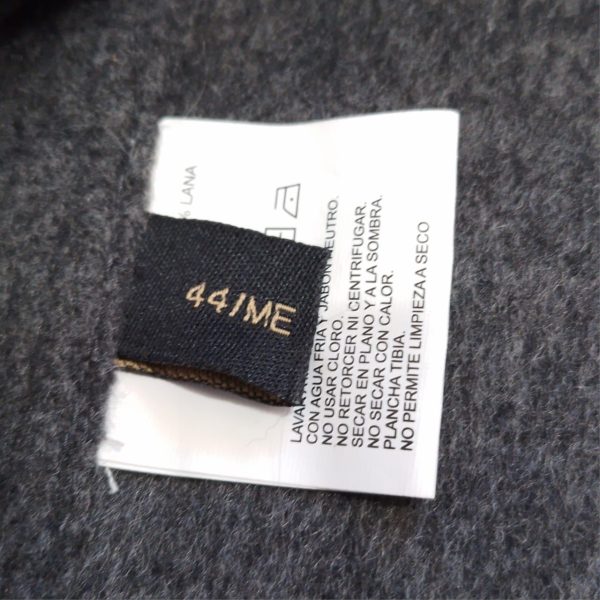 % LANA
44/ME
LAVAR
CON AGUA FRIA Y JABON NEUTRO.
NO USAR CLORO.
NO RETORCER NI CENTRIFUGAR.
SECAR EN PLANO Y A LA SOMBRA.
NO SECAR CON CALOR.
PLANCHA TIBIA.
NO PERMITE LIMPIEZA A SECO